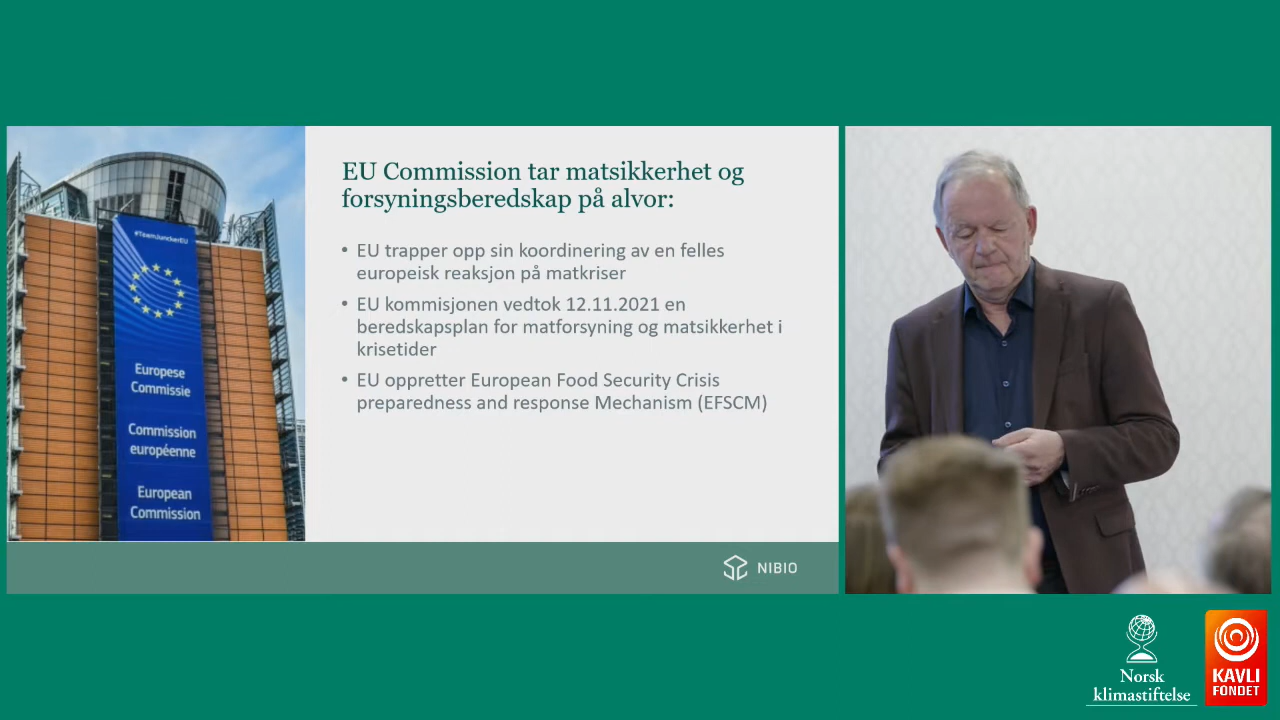 EU Commission tar matsikkerhet og
forsyningsberedskap på alvor:
• EU trapper opp sin koordinering av en felles
europeisk reaksjon på matkriser
• EU kommisjonen vedtok 12.11.2021 en
beredskapsplan for matforsyning og matsikkerhet i
krisetider
• EU oppretter European Food Security Crisis
preparedness and response Mechanism (EFSCM)
#TeamJunckerEU
Europese
Commissie
Commission
européenne
European
Commission
NIBIO
Norsk
klimastiftelse
KAVLI
FONDET